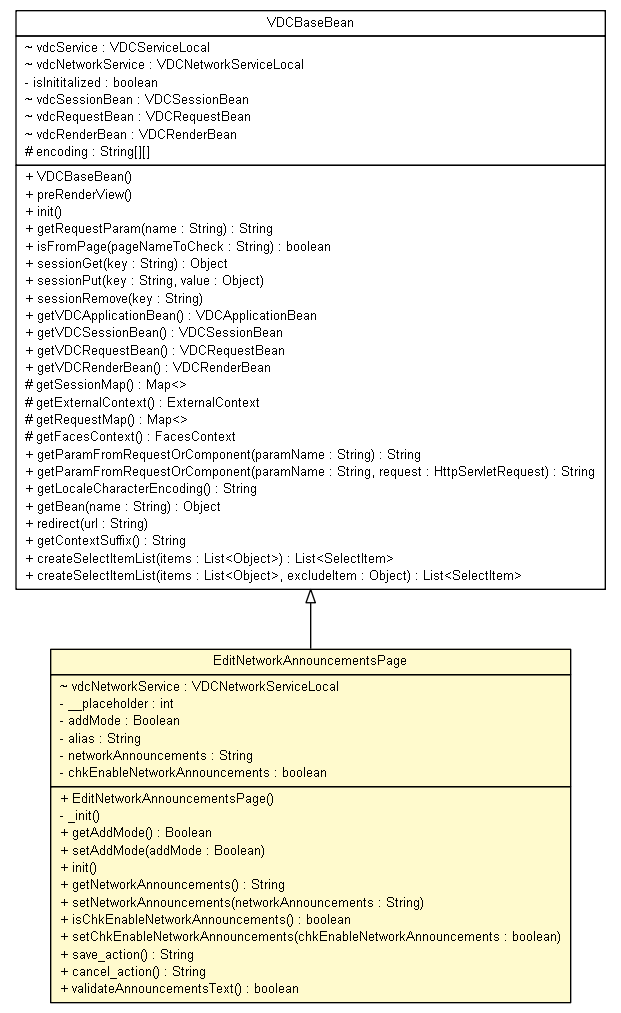 VDCBaseBean
~ vdcService : VDCServiceLocal
~ vdcNetworkService : VDCNetworkServiceLocal
- isInititalized : boolean
~ vdcSessionBean : VDCSessionBean
~ vdcRequestBean : VDCRequestBean
~ vdcRenderBean : VDCRenderBean
# encoding : String[][]
+ VDCBaseBean()
+ preRenderView()
+ init()
+ getRequestParam(name : String) : String
+ isFromPage(pageNameToCheck : String) : boolean
+ sessionGet(key : String) : Object
+ sessionPut(key : String, value : Object)
+ sessionRemove(key : String)
+ getVDCApplicationBean() : VDCApplicationBean
+ getVDCSessionBean() : VDCSessionBean
+ getVDCRequestBean() : VDCRequestBean
+ getVDCRenderBean() : VDCRenderBean
# getSessionMap() : Map<>
# getExternalContext() : ExternalContext
# getRequestMap() : Map<>
# getFacesContext() : FacesContext
+ getParamFromRequestOrComponent(paramName : String) : String
+ getParamFromRequestOrComponent(paramName : String, request : HttpServletRequest) : String
+ getLocaleCharacterEncoding() : String
+ getBean(name : String) : Object
+ redirect(url : String)
+ getContextSuffix() : String
+ createSelectItemList(items : List<Object>) : List<SelectItem>
+ createSelectItemList(items : List<Object>, excludeItem : Object) : List<SelectItem>
EditNetworkAnnouncementsPage
~ vdcNetworkService : VDCNetworkServiceLocal
- __placeholder : int
- addMode : Boolean
- alias : String
- networkAnnouncements : String
- chkEnableNetworkAnnouncements : boolean
+ EditNetworkAnnouncementsPage()
- _init()
+ getAddMode() : Boolean
+ setAddMode(addMode : Boolean)
+ init()
+ getNetworkAnnouncements() : String
+ setNetworkAnnouncements(networkAnnouncements : String)
+ isChkEnableNetworkAnnouncements() : boolean
+ setChkEnableNetworkAnnouncements(chkEnableNetworkAnnouncements : boolean)
+ save_action() : String
+ cancel_action() : String
+ validateAnnouncementsText() : boolean